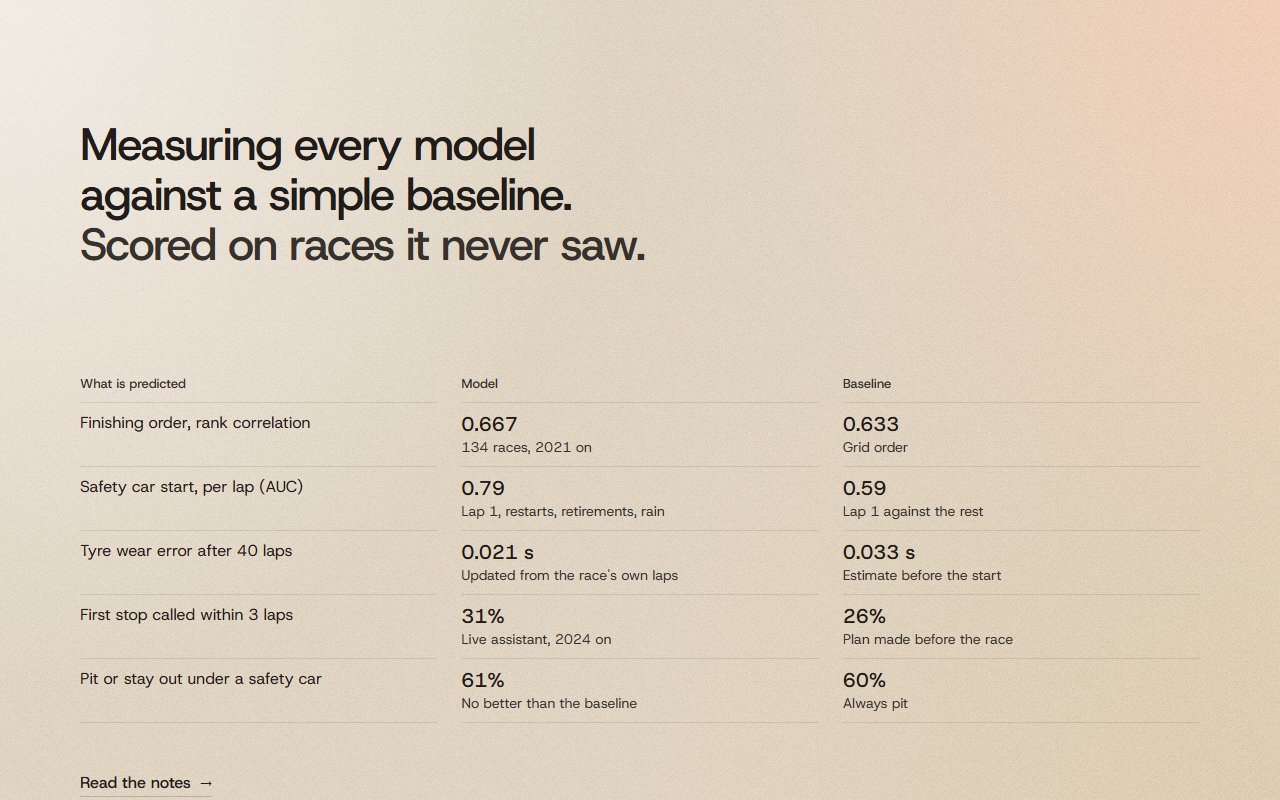 Measuring every model
against a simple baseline.
Scored on races it never saw.
What is predicted Model Baseline
Finishing order, rank correlation 0.667 0.633
134 races, 2021 on Grid order
Safety car start, per lap (AUC) 0.79 0.59
Lap 1, restarts, retirements, rain Lap 1 against the rest
Tyre wear error after 40 laps 0.021 s 0.033 s
Updated from the race's own laps Estimate before the start
First stop called within 3 laps 31% 26%
Live assistant, 2024 on Plan made before the race
Pit or stay out under a safety car 61% 60%
No better than the baseline Always pit
Read the notes →